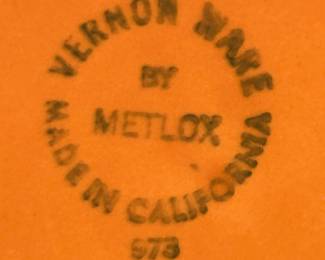 VERNON WARE
BY
METLOX
MADE IN CALIFORNIA
973